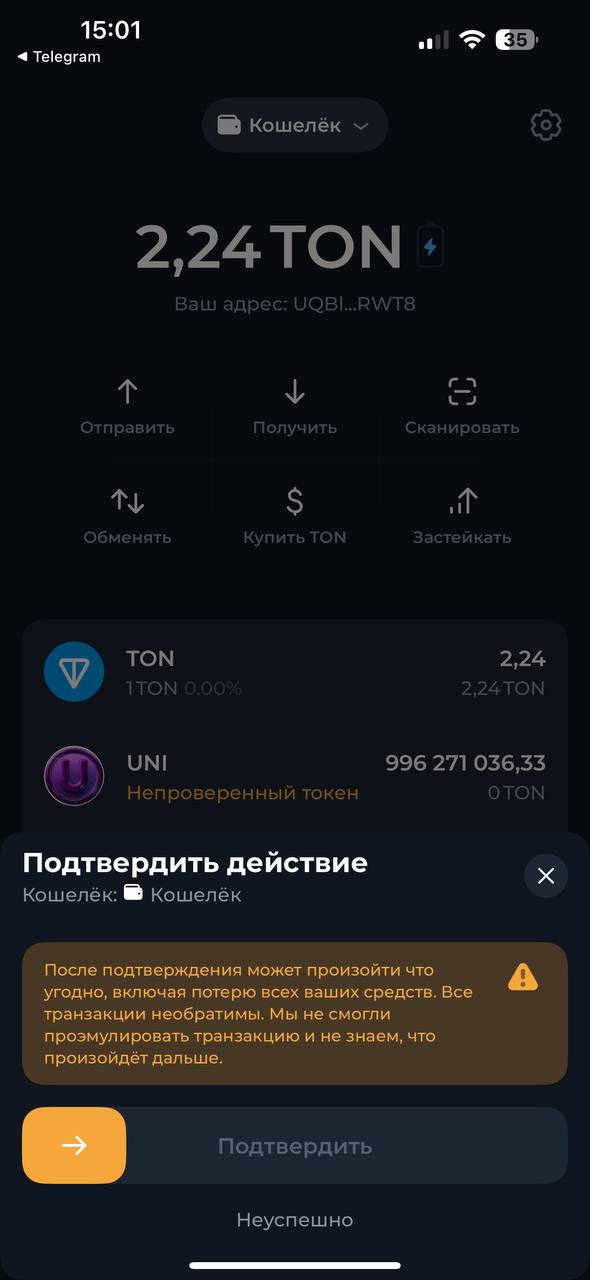 15:01
35
◀ Telegram
Кошелёк
2,24 TON
Ваш адрес: UQBl...RWT8
Отправить
Получить
Сканировать
Обменять
Купить TON
Застейкать
TON
2,24
1 TON 0.00%
2,24 TON
UNI
996 271 036,33
Непроверенный токен
0 TON
Подтвердить действие
Кошелёк: Кошелёк
После подтверждения может произойти что
угодно, включая потерю всех ваших средств. Все
транзакции необратимы. Мы не смогли
проэмулировать транзакцию и не знаем, что
произойдёт дальше.
Подтвердить
Неуспешно